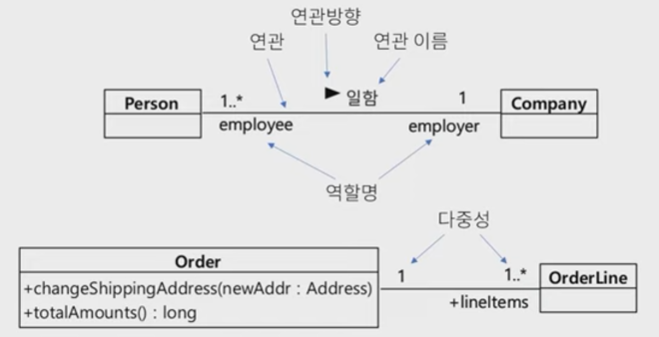 연관방향
연관
연관 이름
Person
1..*
▶ 일함
1
Company
employee
employer
역할명
다중성
Order
+changeShippingAddress(newAddr : Address)
+totalAmounts() : long
1
1..*
OrderLine
+lineItems